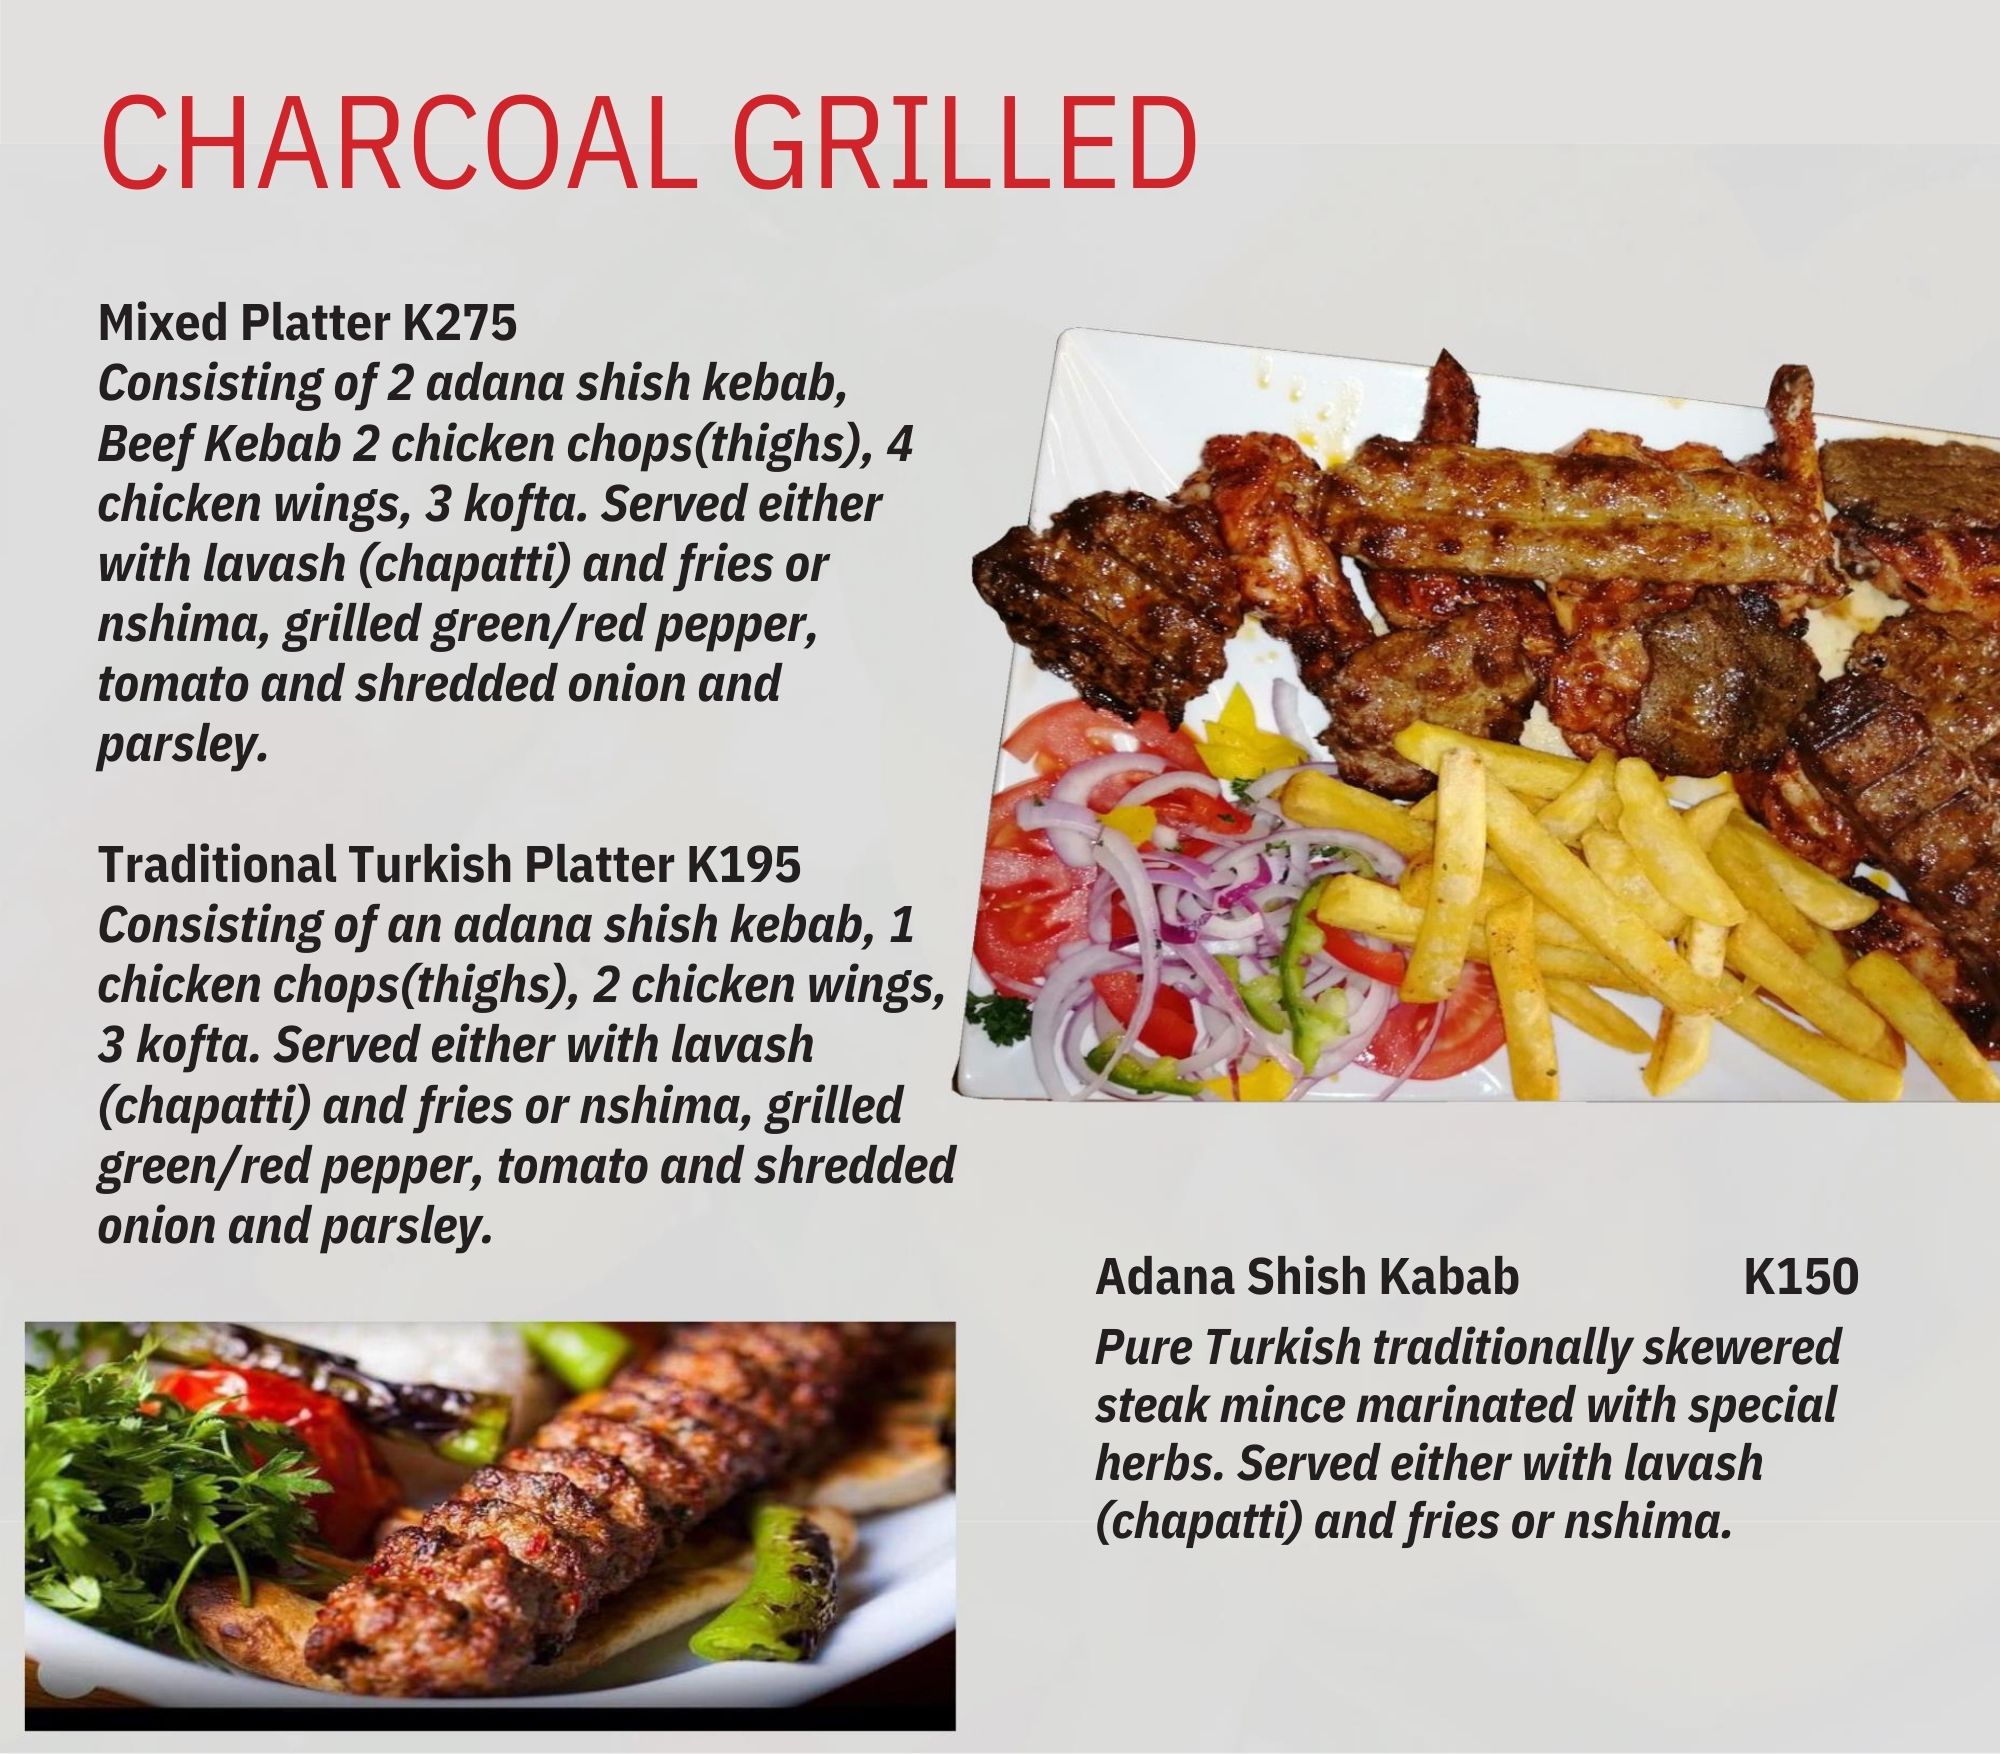 CHARCOAL GRILLED
Mixed Platter K275
Consisting of 2 adana shish kebab,
Beef Kebab 2 chicken chops(thighs), 4
chicken wings, 3 kofta. Served either
with lavash (chapatti) and fries or
nshima, grilled green/red pepper,
tomato and shredded onion and
parsley.
Traditional Turkish Platter K195
Consisting of an adana shish kebab, 1
chicken chops(thighs), 2 chicken wings,
3 kofta. Served either with lavash
(chapatti) and fries or nshima, grilled
green/red pepper, tomato and shredded
onion and parsley.
Adana Shish Kabab K150
Pure Turkish traditionally skewered
steak mince marinated with special
herbs. Served either with lavash
(chapatti) and fries or nshima.